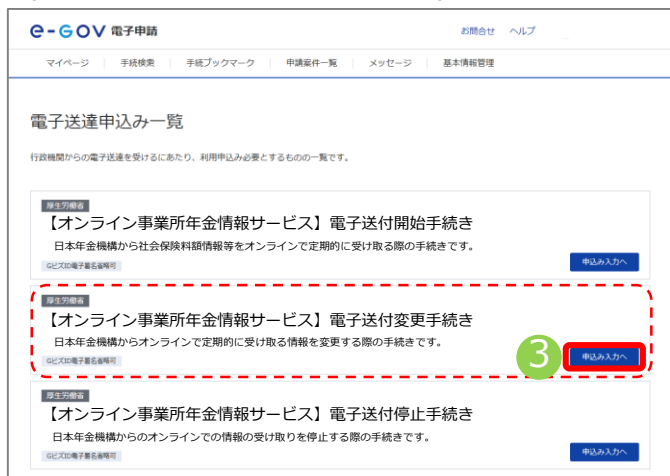 e-GOV 電子申請
お問合せ ヘルプ
マイページ 手続検索 手続ブックマーク 申請案件一覧 メッセージ 基本情報管理
電子送達申込み一覧
行政機関からの電子送達を受けるにあたり、利用申込み必要とするものの一覧です。
厚生労働省
【オンライン事業所年金情報サービス】電子送付開始手続き
日本年金機構から社会保険料額情報等をオンラインで定期的に受け取る際の手続きです。
GビズID電子署名省略可
申込み入力へ
厚生労働省
【オンライン事業所年金情報サービス】電子送付変更手続き
日本年金機構からオンラインで定期的に受け取る情報を変更する際の手続きです。
GビズID電子署名省略可
3
申込み入力へ
厚生労働省
【オンライン事業所年金情報サービス】電子送付停止手続き
日本年金機構からのオンラインでの情報の受け取りを停止する際の手続きです。
GビズID電子署名省略可
申込み入力へ